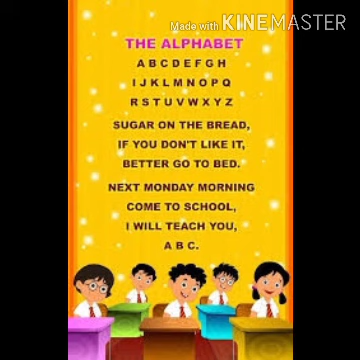 Made with KINEMASTER
THE ALPHABET
A B C D E F G H
I J K L M N O P Q
R S T U V W X Y Z
SUGAR ON THE BREAD,
IF YOU DON'T LIKE IT,
BETTER GO TO BED.
NEXT MONDAY MORNING
COME TO SCHOOL,
I WILL TEACH YOU,
A B C.